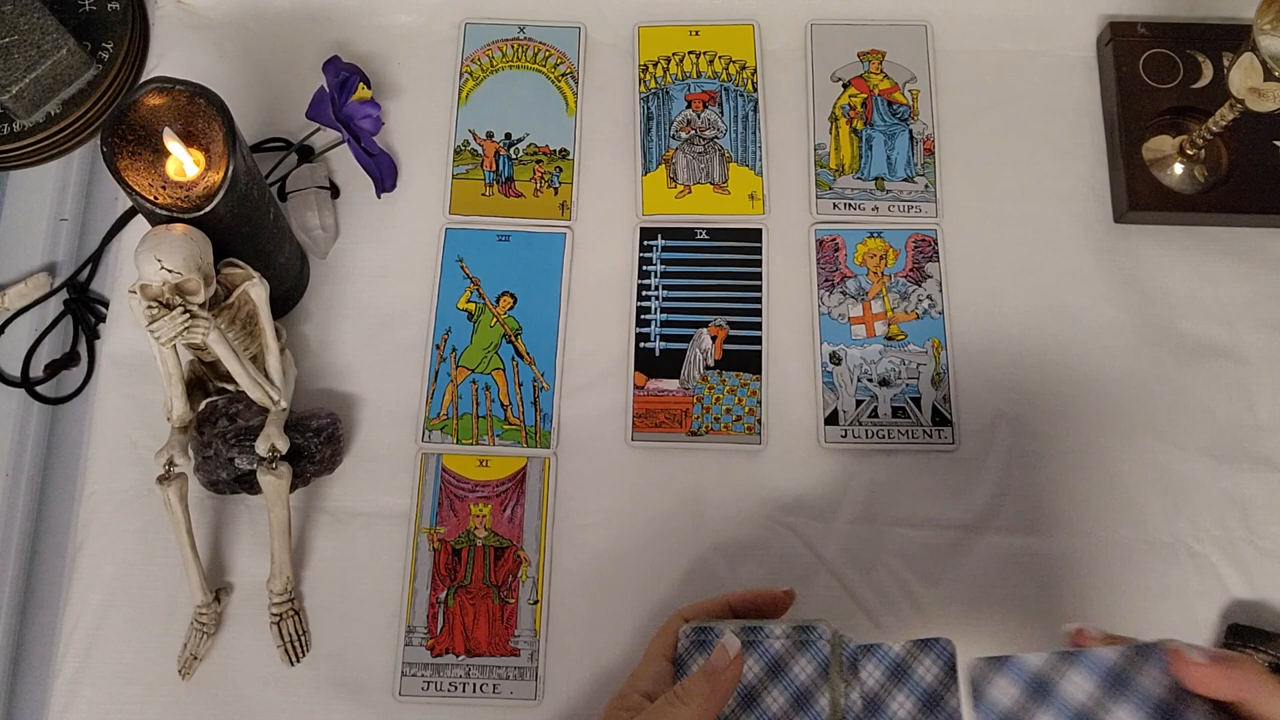 X
IX
KING of CUPS.
VII
IX
XX
JUDGEMENT.
XI
JUSTICE.